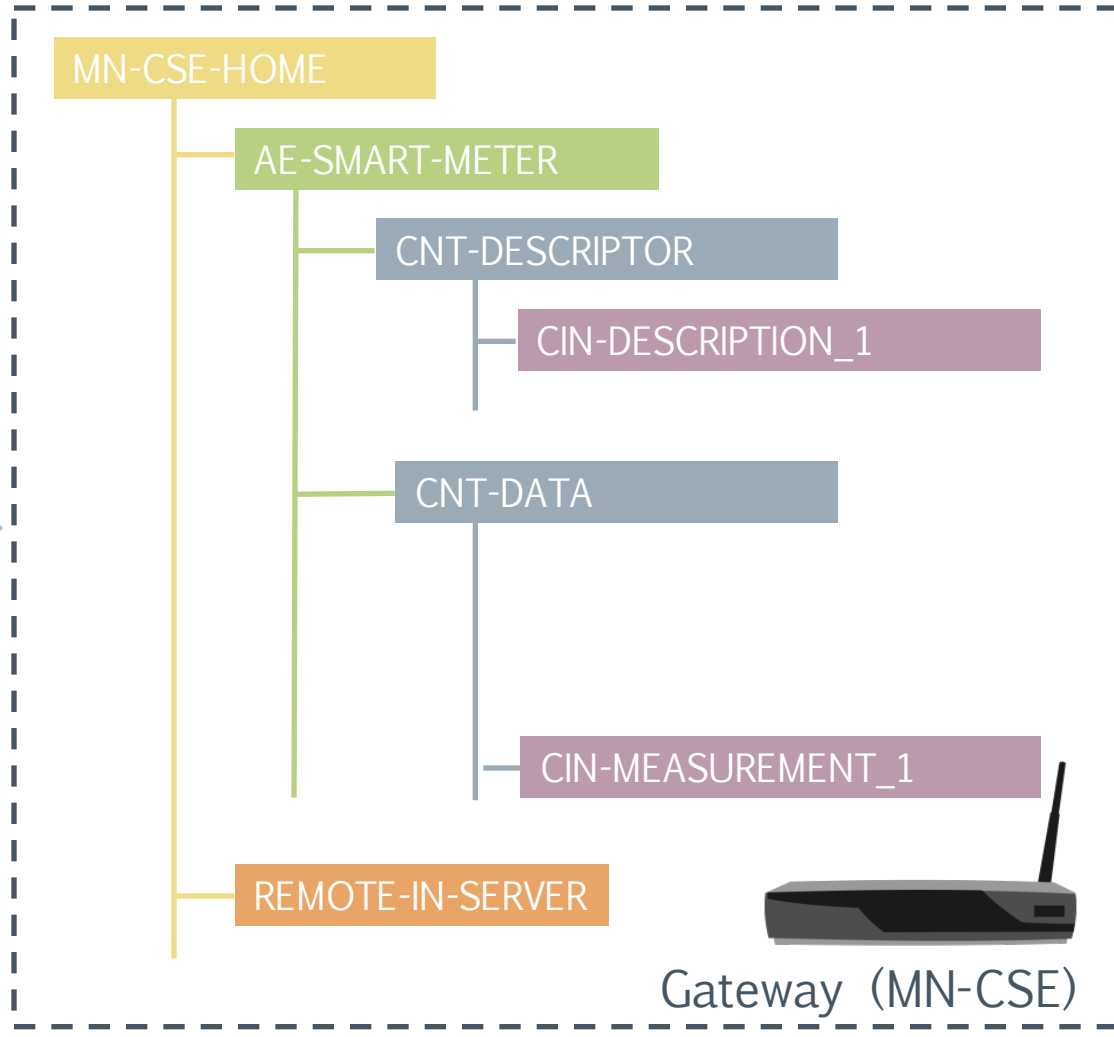 MN-CSE-HOME
AE-SMART-METER
CNT-DESCRIPTOR
CIN-DESCRIPTION_1
CNT-DATA
CIN-MEASUREMENT_1
REMOTE-IN-SERVER
Gateway (MN-CSE)